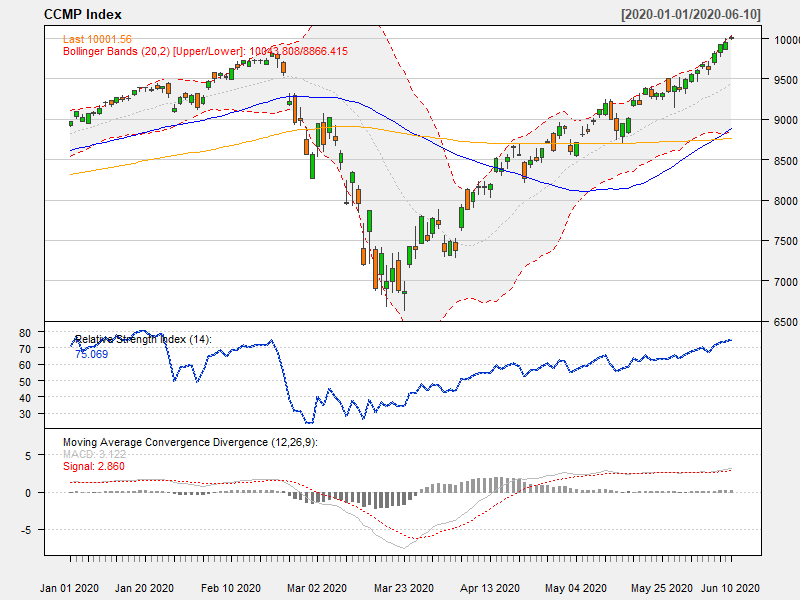 CCMP Index
[2020-01-01/2020-06-10]
Last 10001.56
Bollinger Bands (20,2) [Upper/Lower]: 10043.808/8866.415
10000
9500
9000
8500
8000
7500
7000
6500
Relative Strength Index (14):
75.069
80
70
60
50
40
30
Moving Average Convergence Divergence (12,26,9):
MACD: 3.122
Signal: 2.860
5
0
-5
Jan 01 2020 Jan 20 2020 Feb 10 2020 Mar 02 2020 Mar 23 2020 Apr 13 2020 May 04 2020 May 25 2020 Jun 10 2020